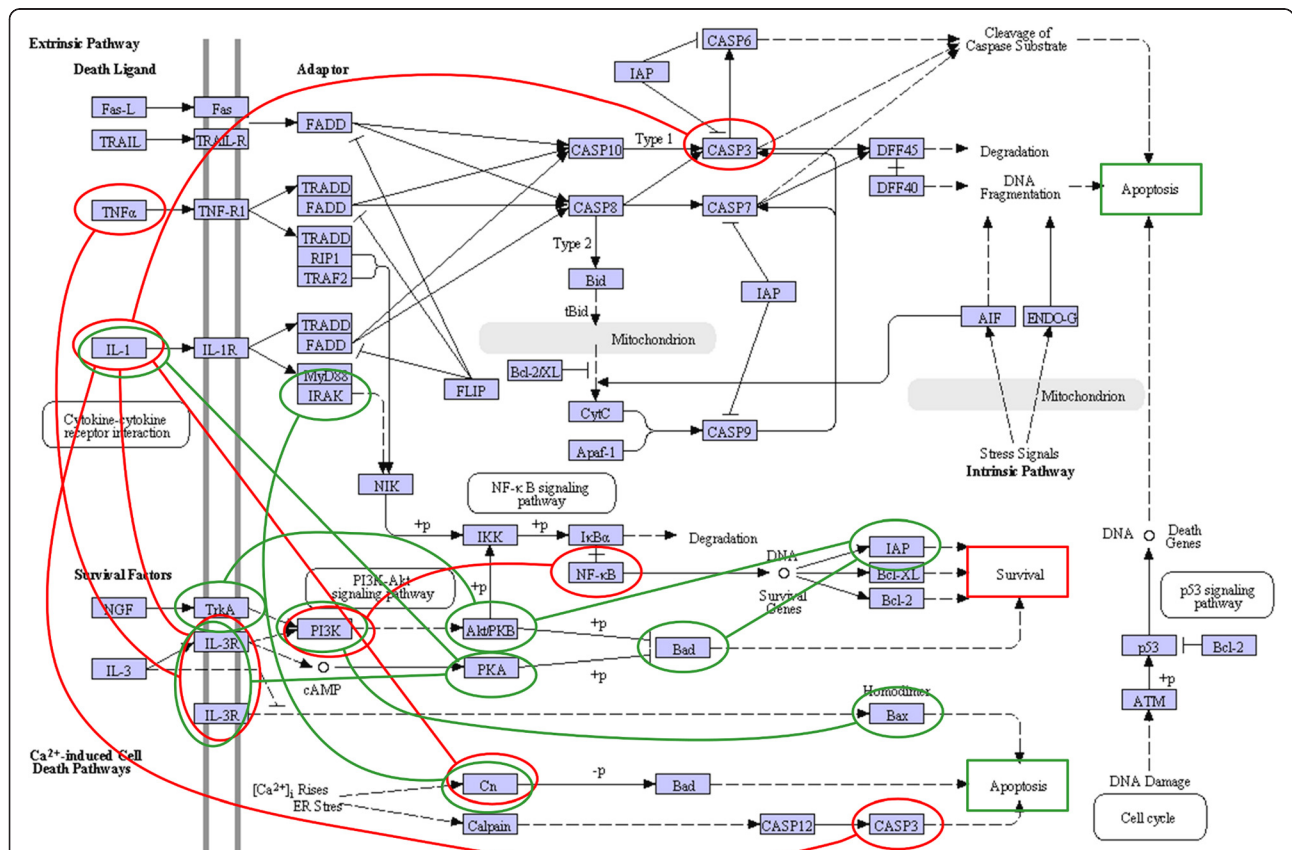 Extrinsic Pathway
Death Ligand
Adaptor
Fas-L
Fas
FADD
TRAIL
TRAIL-R
CASP6
IAP
Cleavage of
Caspase Substrate
CASP10
Type 1
CASP3
DFF45
Degradation
TNFα
TNF-R1
TRADD
FADD
CASP8
CASP7
DFF40
DNA
Fragmentation
Apoptosis
TRADD
RIP1
TRAF2
Type 2
Bid
tBid
Mitochondrion
IAP
AIF
ENDO-G
IL-1
IL-1R
TRADD
FADD
MyD88
IRAK
FLIP
Bcl-2/XL
CytC
Apaf-1
CASP9
Mitochondrion
Stress Signals
Intrinsic Pathway
Cytokine-cytokine
receptor interaction
NIK
NF-κB signaling
pathway
+p
IKK
+p
IκBα
Degradation
NF-κB
DNA
Survival
Genes
IAP
Bcl-XL
Bcl-2
Survival
DNA
Death
Genes
Survival Factors
NGF
TrkA
PI3K-Akt
signaling pathway
+p
PI3K
Akt/PKB
+p
Bad
IL-3
IL-3R
cAMP
PKA
+p
p53 signaling
pathway
p53
Bcl-2
+p
ATM
IL-3R
Homodimer
Bax
DNA Damage
Cell cycle
Ca2+-induced Cell
Death Pathways
[Ca2+]i Rises
ER Stres
Cn
-p
Bad
Apoptosis
Calpain
CASP12
CASP3